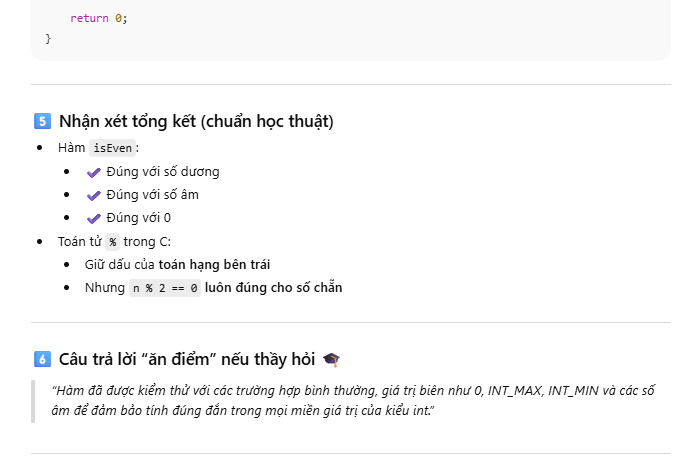 return 0;
}
5 Nhận xét tổng kết (chuẩn học thuật)
Hàm isEven:
Đúng với số dương
Đúng với số âm
Đúng với 0
Toán tử % trong C:
Giữ dấu của toán hạng bên trái
Nhưng n % 2 == 0 luôn đúng cho số chẵn
6 Câu trả lời “ăn điểm” nếu thầy hỏi
“Hàm đã được kiểm thử với các trường hợp bình thường, giá trị biên như 0, INT_MAX, INT_MIN và các số
âm để đảm bảo tính đúng đắn trong mọi miền giá trị của kiểu int.”